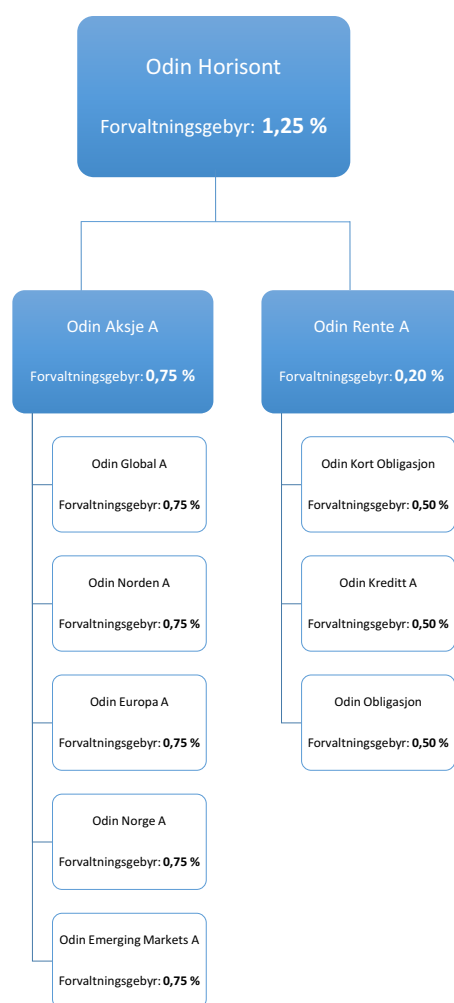 Odin Horisont
Forvaltningsgebyr: 1,25 %
Odin Aksje A
Forvaltningsgebyr: 0,75 %
Odin Global A
Forvaltningsgebyr: 0,75 %
Odin Norden A
Forvaltningsgebyr: 0,75 %
Odin Europa A
Forvaltningsgebyr: 0,75 %
Odin Norge A
Forvaltningsgebyr: 0,75 %
Odin Emerging Markets A
Forvaltningsgebyr: 0,75 %
Odin Rente A
Forvaltningsgebyr: 0,20 %
Odin Kort Obligasjon
Forvaltningsgebyr: 0,50 %
Odin Kreditt A
Forvaltningsgebyr: 0,50 %
Odin Obligasjon
Forvaltningsgebyr: 0,50 %